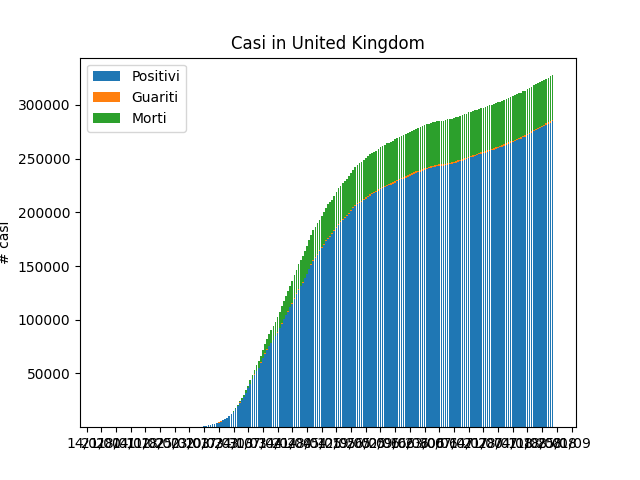 Casi in United Kingdom
Positivi
Guariti
Morti
300000
250000
200000
150000
100000
50000
# casi